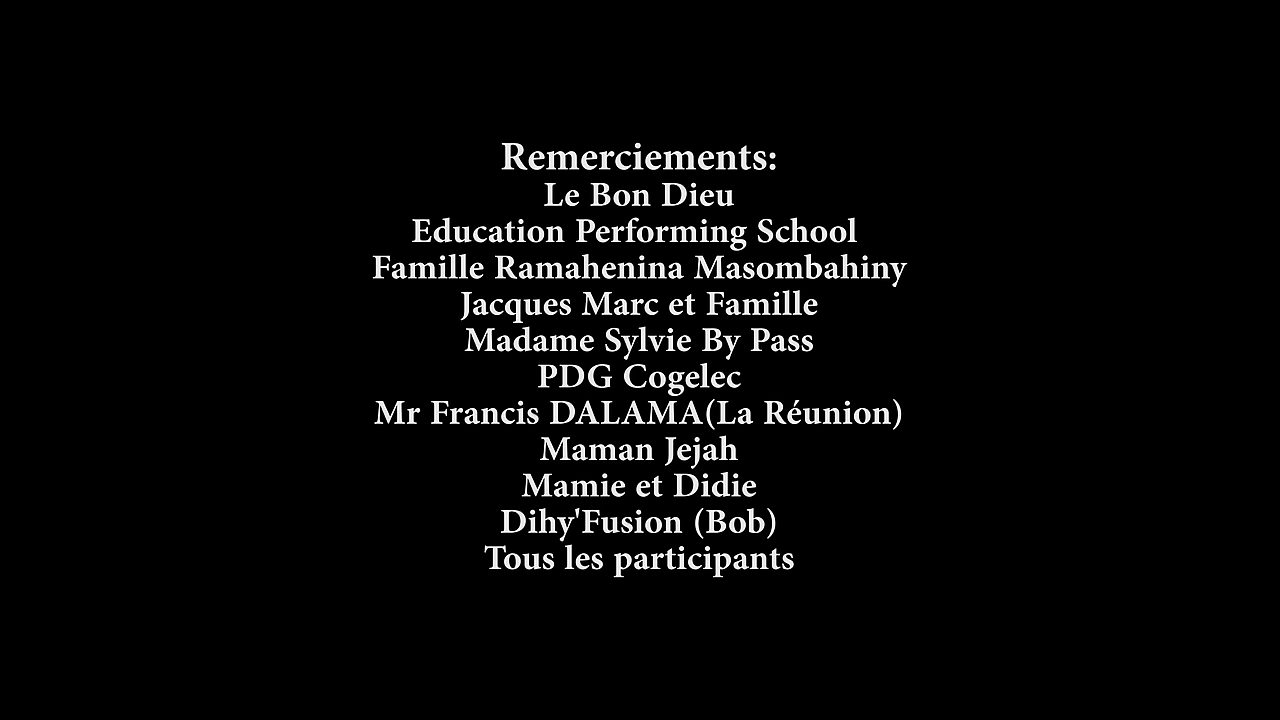 Remerciements:
Le Bon Dieu
Education Performing School
Famille Ramahenina Masombahiny
Jacques Marc et Famille
Madame Sylvie By Pass
PDG Cogelec
Mr Francis DALAMA(La Réunion)
Maman Jejah
Mamie et Didie
Dihy'Fusion (Bob)
Tous les participants